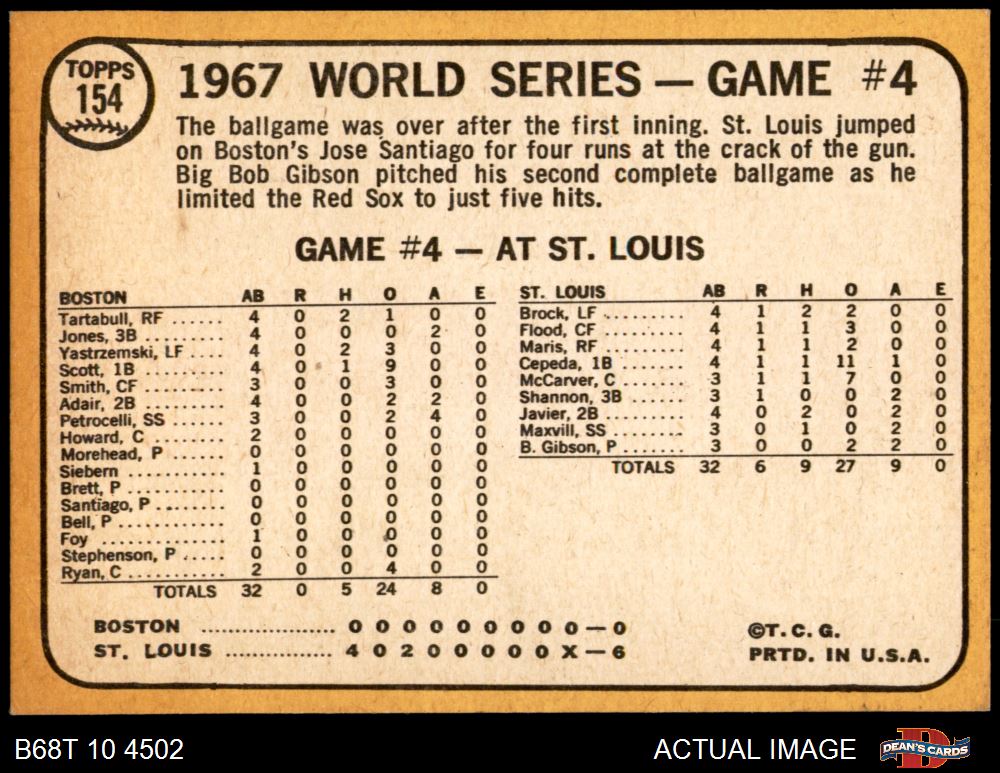 TOPPS
154
1967 WORLD SERIES — GAME #4
The ballgame was over after the first inning. St. Louis jumped
on Boston's Jose Santiago for four runs at the crack of the gun.
Big Bob Gibson pitched his second complete ballgame as he
limited the Red Sox to just five hits.
GAME #4 — AT ST. LOUIS
BOSTON AB R H O A E
Tartabull, RF ...... 4 0 2 1 0 0
Jones, 3B .......... 4 0 0 0 2 0
Yastrzemski, LF .... 4 0 2 3 0 0
Scott, 1B .......... 4 0 1 9 0 0
Smith, CF .......... 3 0 0 3 0 0
Adair, 2B .......... 4 0 0 2 2 0
Petrocelli, SS ...... 3 0 0 2 4 0
Howard, C .......... 2 0 0 0 0 0
Morehead, P ........ 0 0 0 0 0 0
Siebern ............ 1 0 0 0 0 0
Brett, P ............ 0 0 0 0 0 0
Santiago, P ........ 0 0 0 0 0 0
Bell, P ............. 0 0 0 0 0 0
Foy ............... 1 0 0 0 0 0
Stephenson, P ..... 0 0 0 0 0 0
Ryan, C ........... 2 0 0 4 0 0
TOTALS 32 0 5 24 8 0
ST. LOUIS AB R H O A E
Brock, LF .......... 4 1 2 2 0 0
Flood, CF .......... 4 1 1 3 0 0
Maris, RF .......... 4 1 1 2 0 0
Cepeda, 1B ........ 4 1 1 11 1 0
McCarver, C ........ 3 1 1 7 0 0
Shannon, 3B ....... 3 1 0 0 2 0
Javier, 2B ......... 4 0 2 0 2 0
Maxvill, SS ........ 3 0 1 0 2 0
B. Gibson, P ....... 3 0 0 2 2 0
TOTALS 32 6 9 27 9 0
BOSTON .................... 0 0 0 0 0 0 0 0 0 — 0
ST. LOUIS ................ 4 0 2 0 0 0 0 0 X — 6
©T. C. G.
PRTD. IN U.S.A.
B68T 10 4502
ACTUAL IMAGE
DEAN'S CARDS